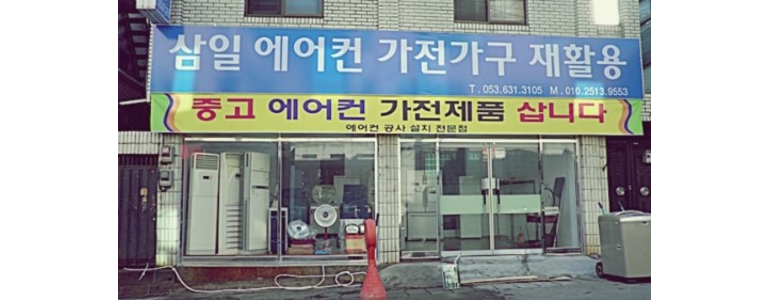 삼일 에어컨 가전가구 재활용
T. 053.631.3105 M. 010.2513.9553
중고 에어컨 가전제품 삽니다
에어컨 공사 설치 전문점